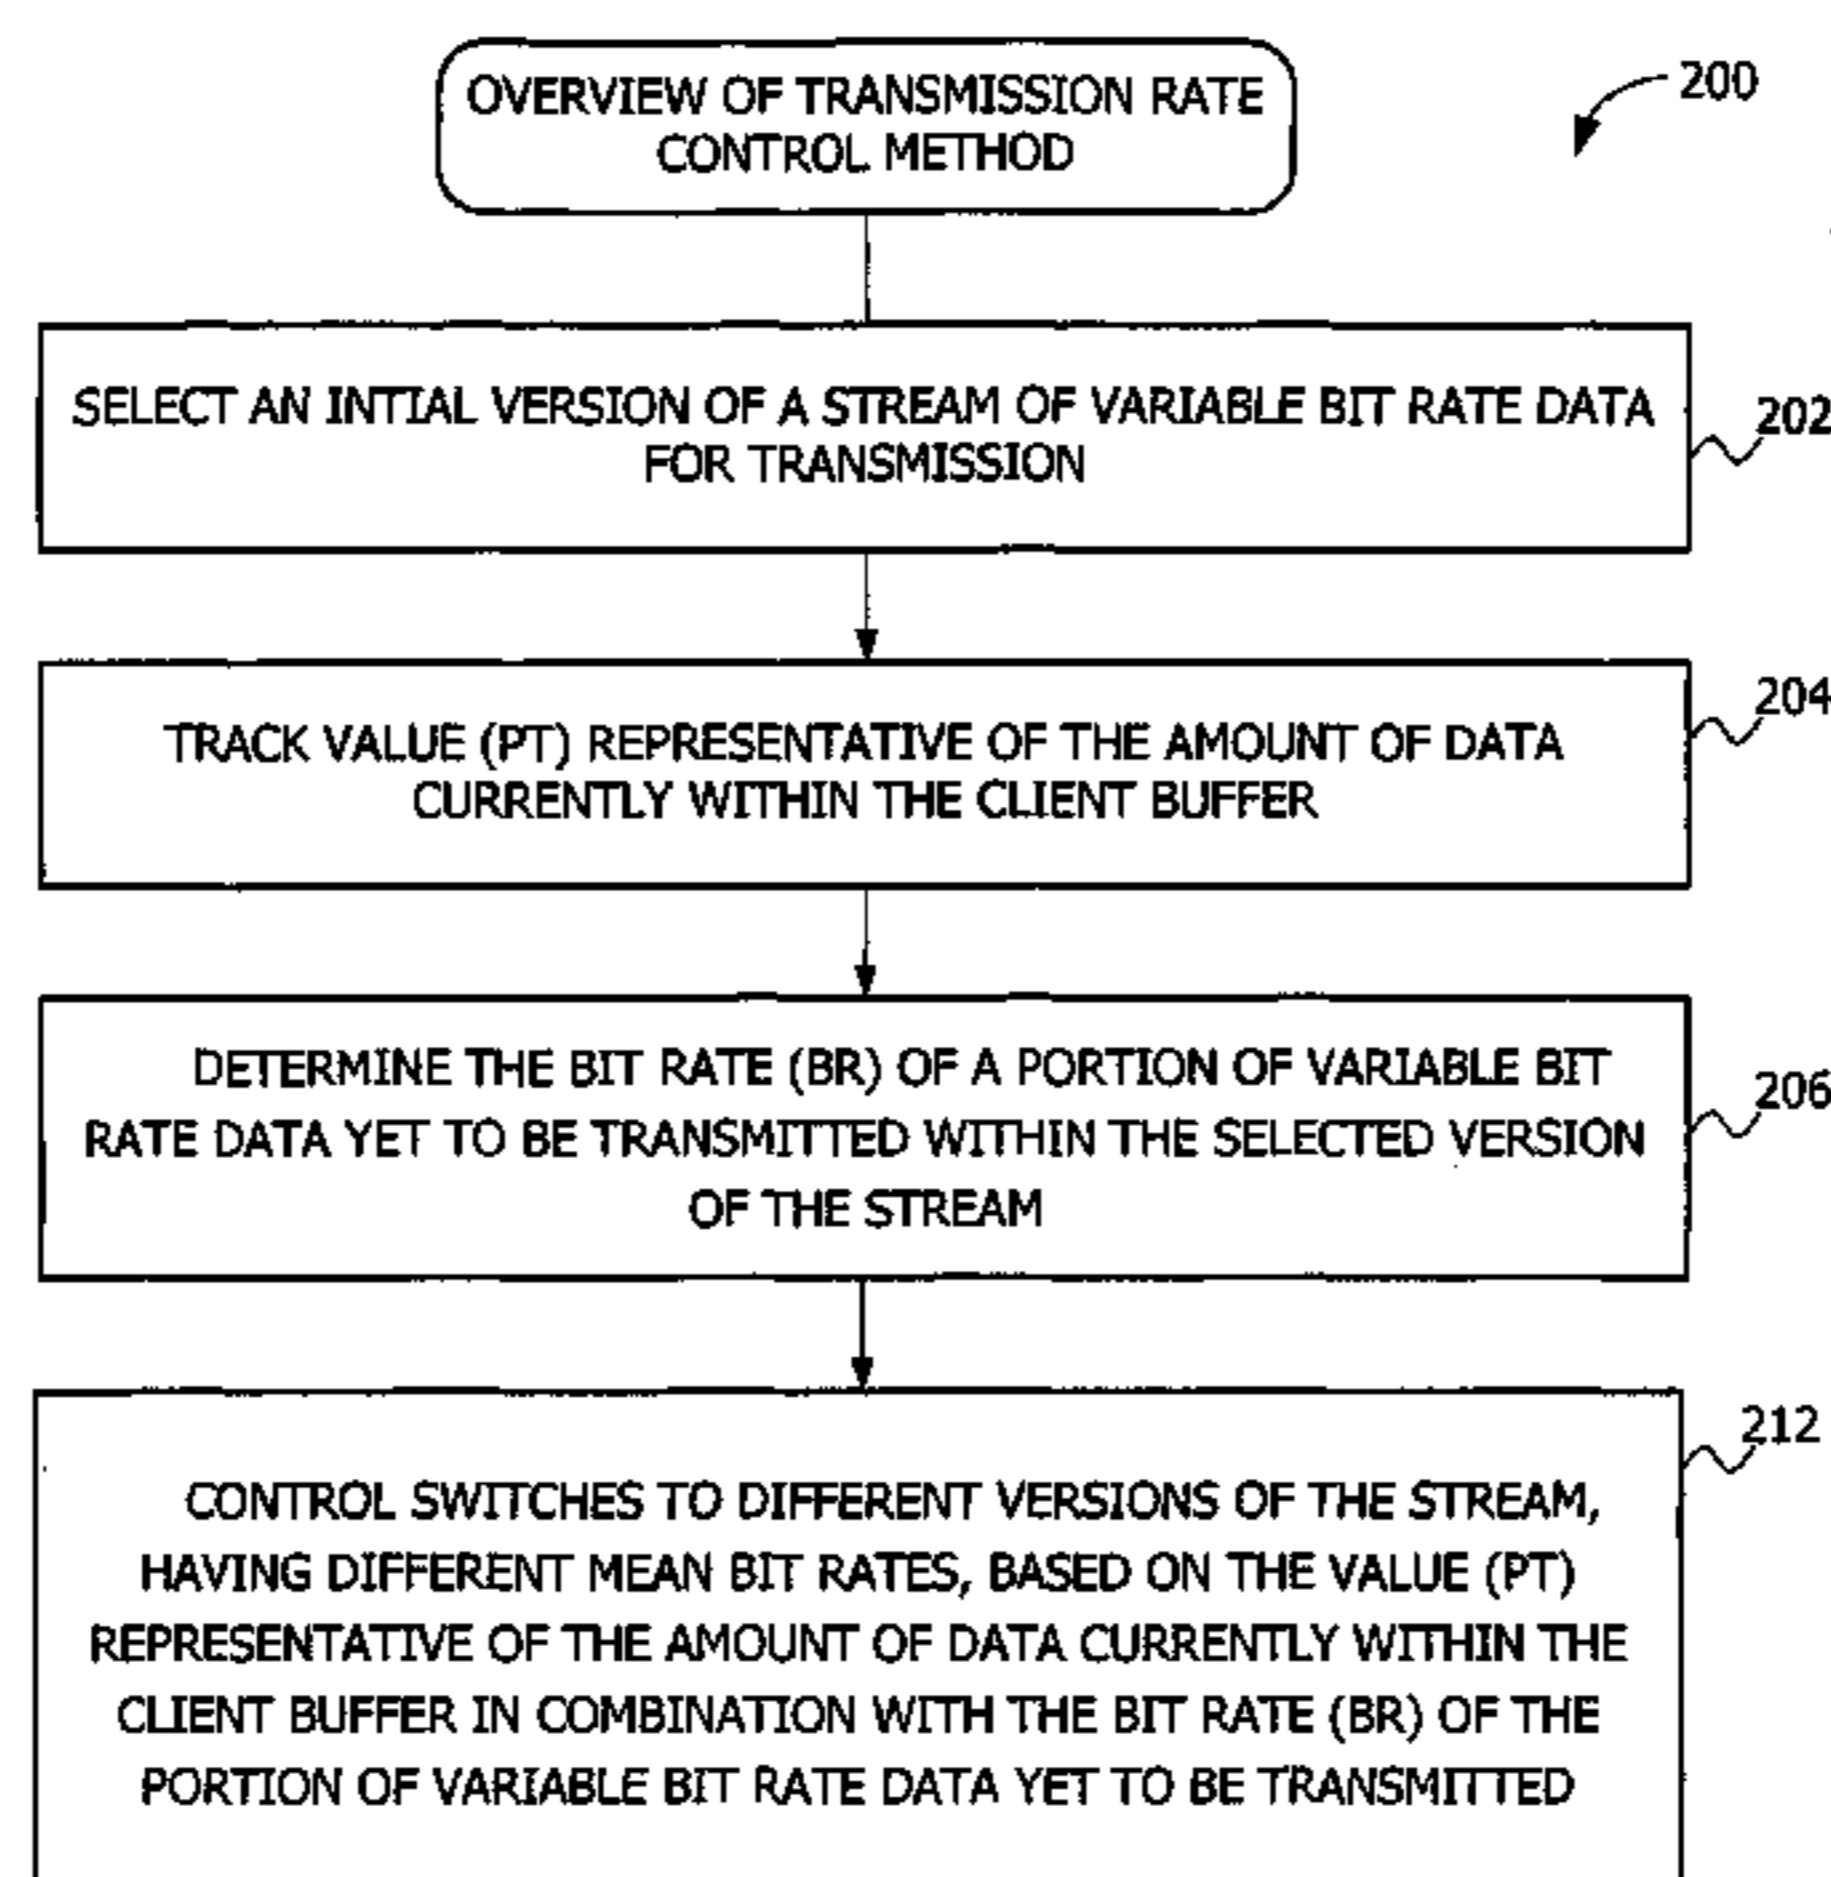 OVERVIEW OF TRANSMISSION RATE
CONTROL METHOD
200
SELECT AN INTIAL VERSION OF A STREAM OF VARIABLE BIT RATE DATA
FOR TRANSMISSION
202
TRACK VALUE (PT) REPRESENTATIVE OF THE AMOUNT OF DATA
CURRENTLY WITHIN THE CLIENT BUFFER
204
DETERMINE THE BIT RATE (BR) OF A PORTION OF VARIABLE BIT
RATE DATA YET TO BE TRANSMITTED WITHIN THE SELECTED VERSION
OF THE STREAM
206
CONTROL SWITCHES TO DIFFERENT VERSIONS OF THE STREAM,
HAVING DIFFERENT MEAN BIT RATES, BASED ON THE VALUE (PT)
REPRESENTATIVE OF THE AMOUNT OF DATA CURRENTLY WITHIN THE
CLIENT BUFFER IN COMBINATION WITH THE BIT RATE (BR) OF THE
PORTION OF VARIABLE BIT RATE DATA YET TO BE TRANSMITTED
212